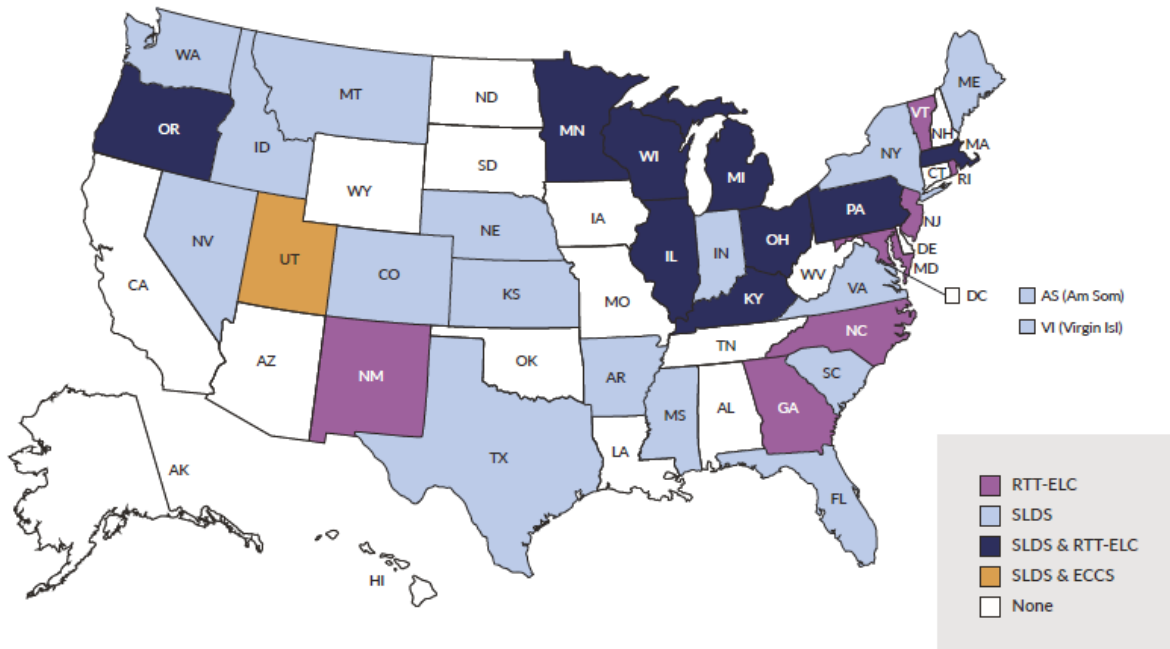 WA
MT
ND
MN
ME
OR
ID
SD
WI
MI
VT
NH
NY
MA
CT
RI
WY
IA
NE
PA
NJ
NV
UT
CO
IL
IN
OH
DE
MD
CA
KS
MO
KY
WV
VA
DC
AS (Am Som)
VI (Virgin Isl)
AZ
NM
OK
TN
NC
AR
SC
TX
MS
AL
GA
LA
AK
FL
HI
RTT-ELC
SLDS
SLDS & RTT-ELC
SLDS & ECCS
None